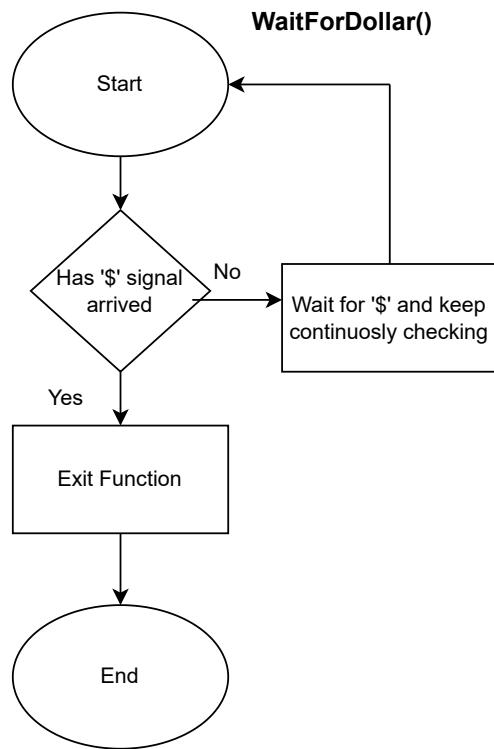 WaitForDollar()
Start
Has '$' signal
arrived
No
Wait for '$' and keep
continuosly checking
Yes
Exit Function
End